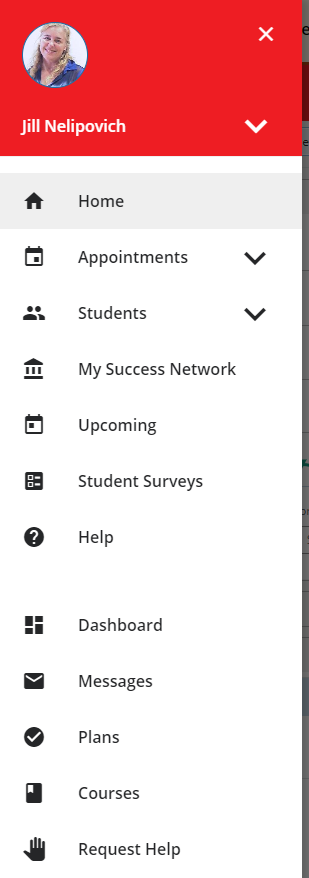 Jill Nelipovich
Home
Appointments
Students
My Success Network
Upcoming
Student Surveys
Help
Dashboard
Messages
Plans
Courses
Request Help